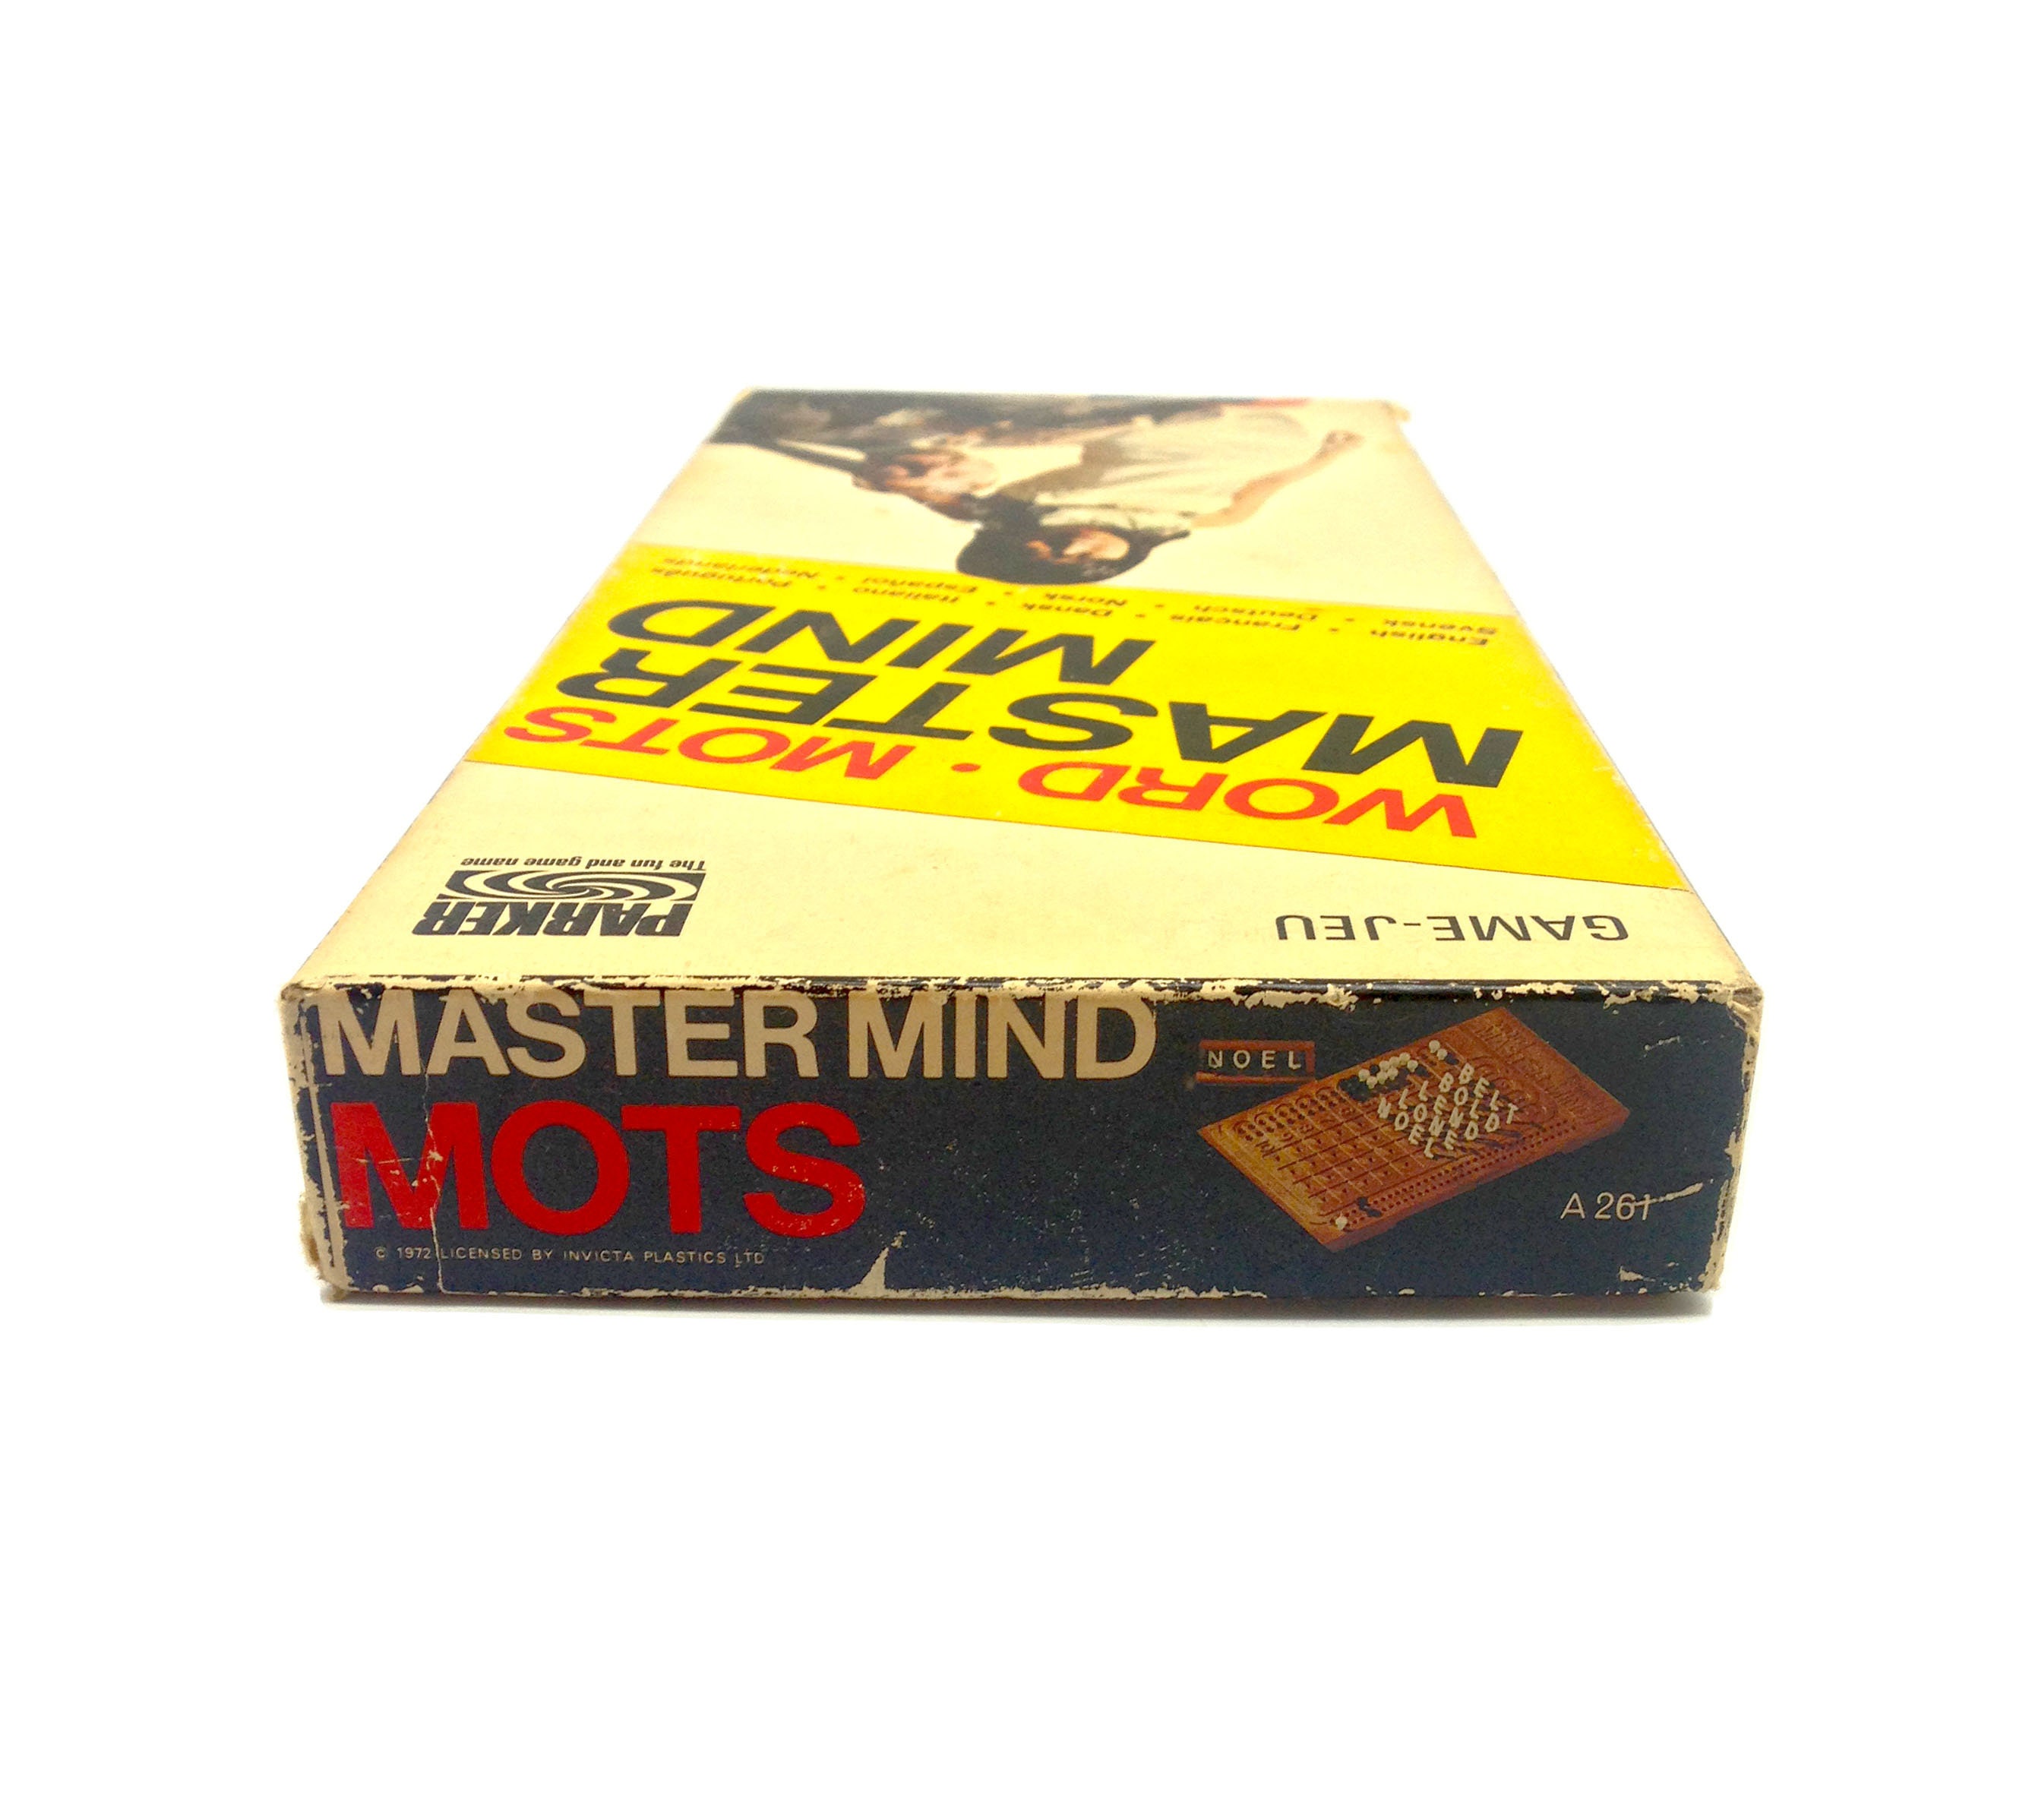 GAME-JEU
PARKER
The fun and game name
WORD · MOTS
MASTER
MIND
English • Français • Dansk • Italiano • Português
Svensk • Deutsch • Norsk • Español • Nederlands
MASTER MIND
MOTS
© 1972 LICENSED BY INVICTA PLASTICS LTD
NOEL
A 261